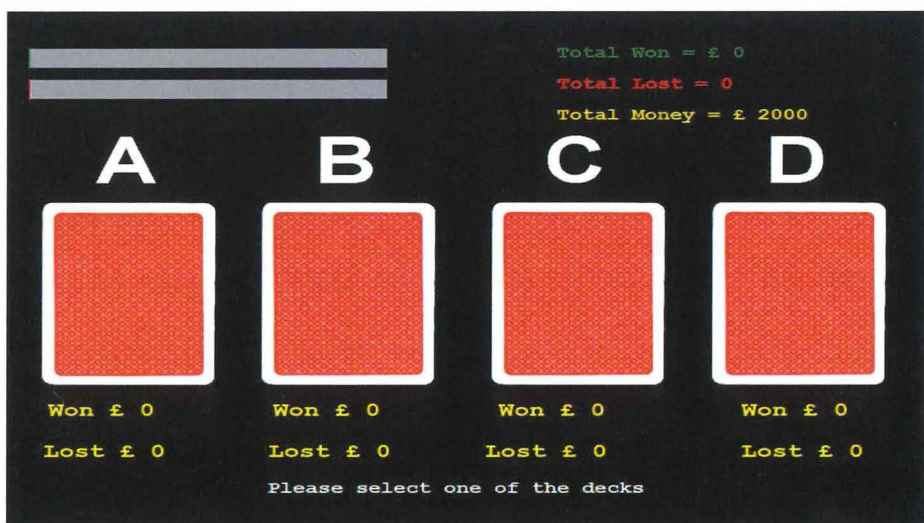 Total Won = £ 0
Total Lost = 0
Total Money = £ 2000
A B C D
Won £ 0 Won £ 0 Won £ 0 Won £ 0
Lost £ 0 Lost £ 0 Lost £ 0 Lost £ 0
Please select one of the decks